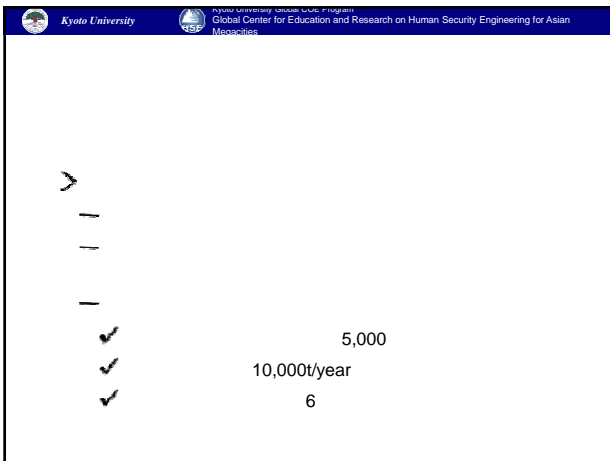 Kyoto University
HSE
Kyoto University Global COE Program
Global Center for Education and Research on Human Security Engineering for Asian
Megacities
5,000
10,000t/year
6